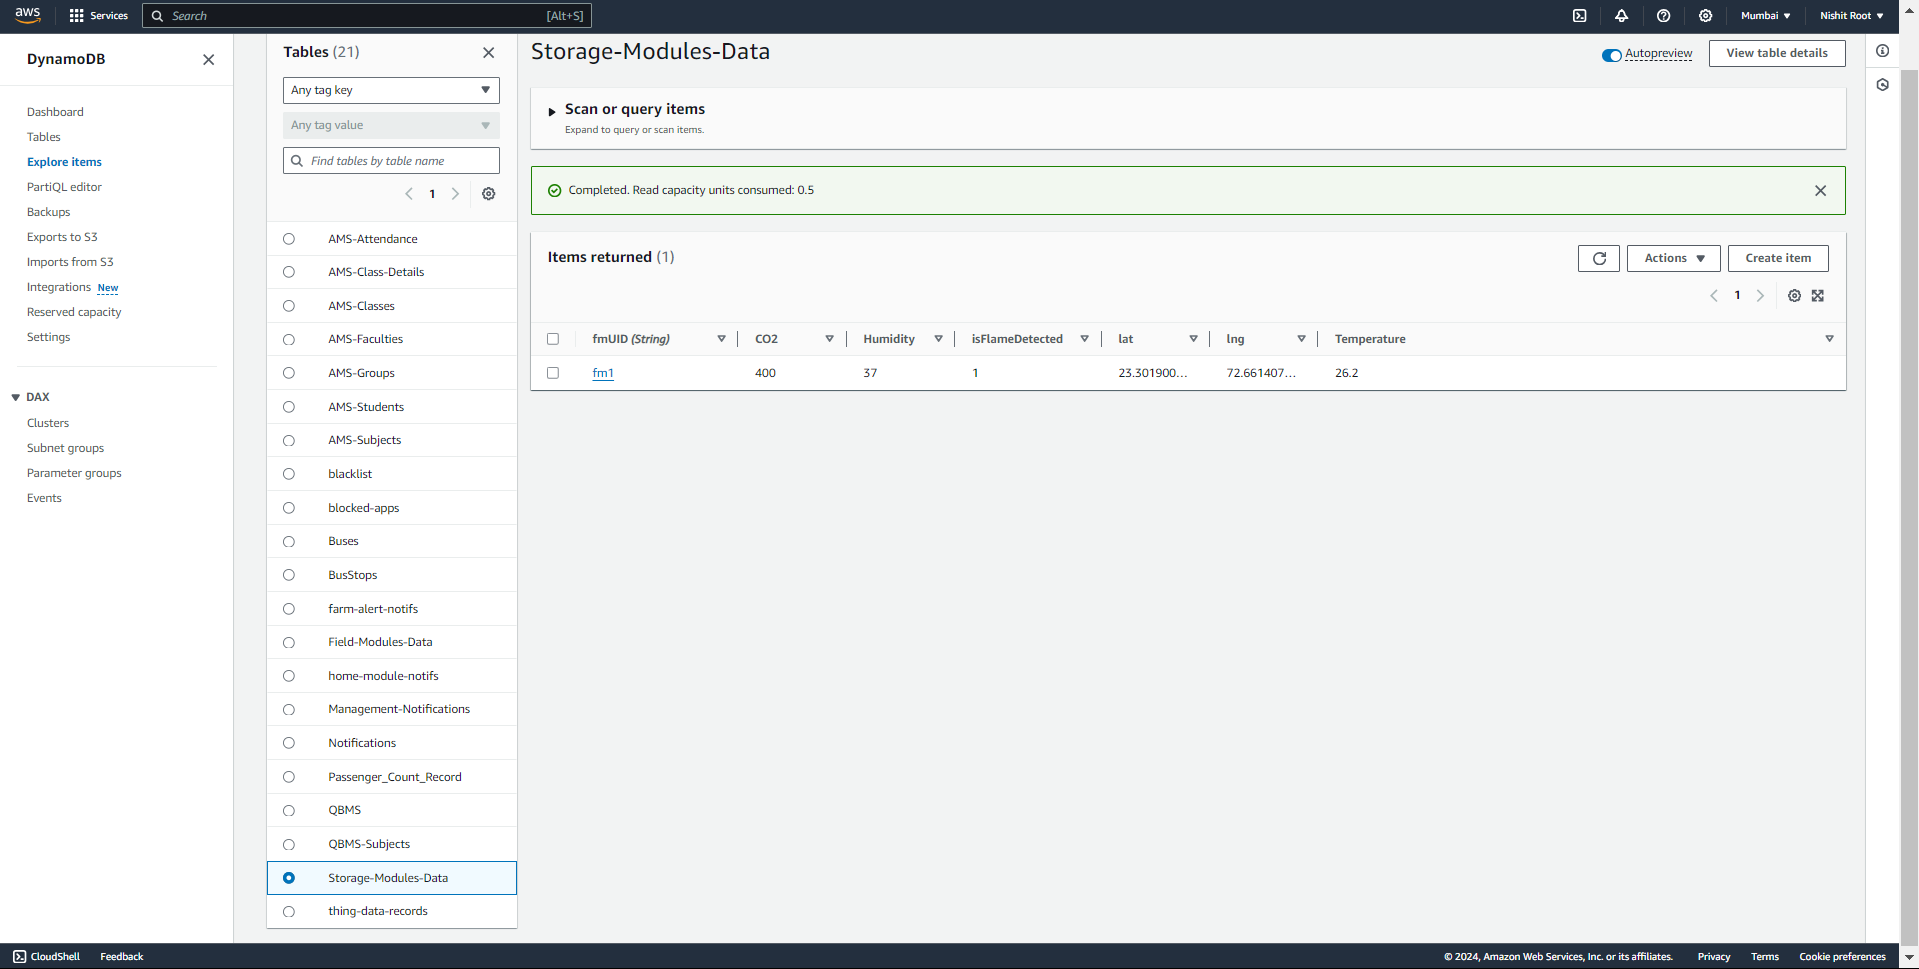 aws Services Search [Alt+S] Mumbai Nishit Root
DynamoDB
Dashboard
Tables
Explore items
PartiQL editor
Backups
Exports to S3
Imports from S3
Integrations New
Reserved capacity
Settings
DAX
Clusters
Subnet groups
Parameter groups
Events
Tables (21)
Any tag key
Any tag value
Find tables by table name
1
AMS-Attendance
AMS-Class-Details
AMS-Classes
AMS-Faculties
AMS-Groups
AMS-Students
AMS-Subjects
blacklist
blocked-apps
Buses
BusStops
farm-alert-notifs
Field-Modules-Data
home-module-notifs
Management-Notifications
Notifications
Passenger_Count_Record
QBMS
QBMS-Subjects
Storage-Modules-Data
thing-data-records
Storage-Modules-Data
Autopreview View table details
Scan or query items
Expand to query or scan items.
Completed. Read capacity units consumed: 0.5
Items returned (1)
Actions Create item
1
fmUID (String) CO2 Humidity isFlameDetected lat lng Temperature
fm1 400 37 1 23.301900... 72.661407... 26.2
CloudShell Feedback © 2024, Amazon Web Services, Inc. or its affiliates. Privacy Terms Cookie preferences